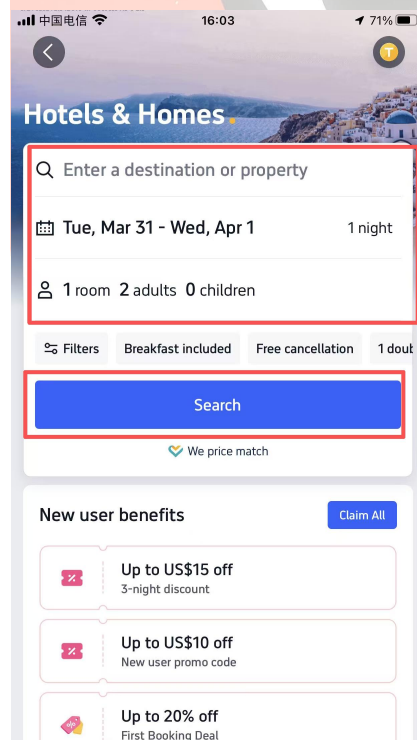 中国电信
16:03
71%
T
Hotels & Homes.
Enter a destination or property
Tue, Mar 31 - Wed, Apr 1
1 night
1 room 2 adults 0 children
Filters
Breakfast included
Free cancellation
1 doub
Search
We price match
New user benefits
Claim All
Up to US$15 off
3-night discount
Up to US$10 off
New user promo code
Up to 20% off
First Booking Deal